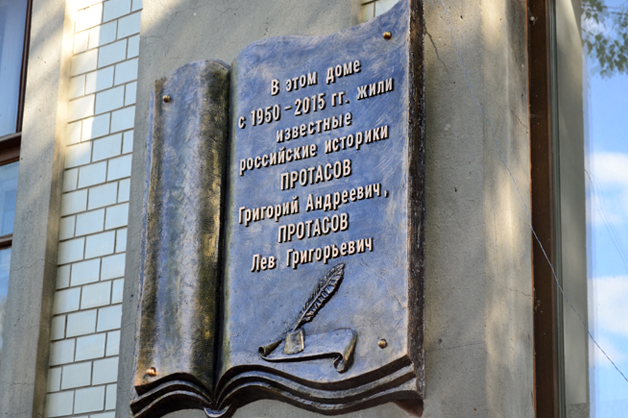 В этом доме
с 1950-2015 гг. жили
известные
российские историки
ПРОТАСОВ
Григорий Андреевич,
ПРОТАСОВ
Лев Григорьевич